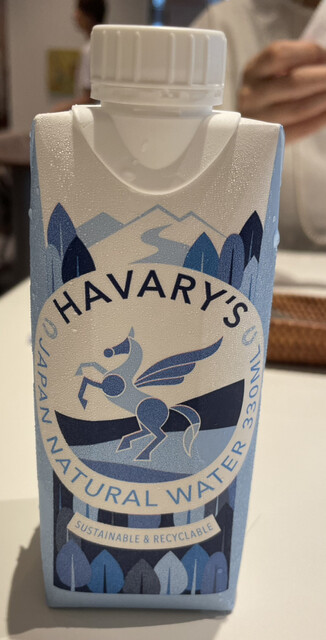 HAVARY'S
JAPAN NATURAL WATER 330ML
SUSTAINABLE & RECYCLABLE